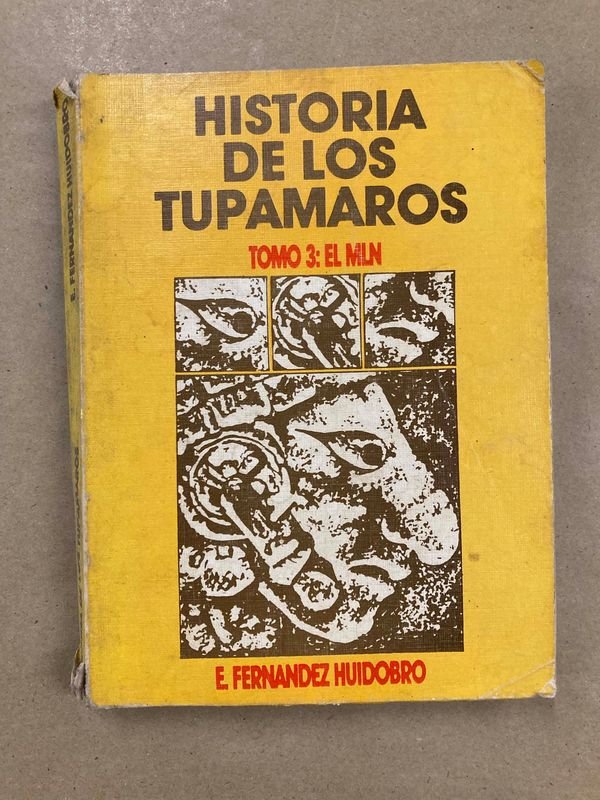 HISTORIA
DE LOS
TUPAMAROS
TOMO 3: EL MLN
E. FERNANDEZ HUIDOBRO
E. FERNANDEZ HUIDOBRO